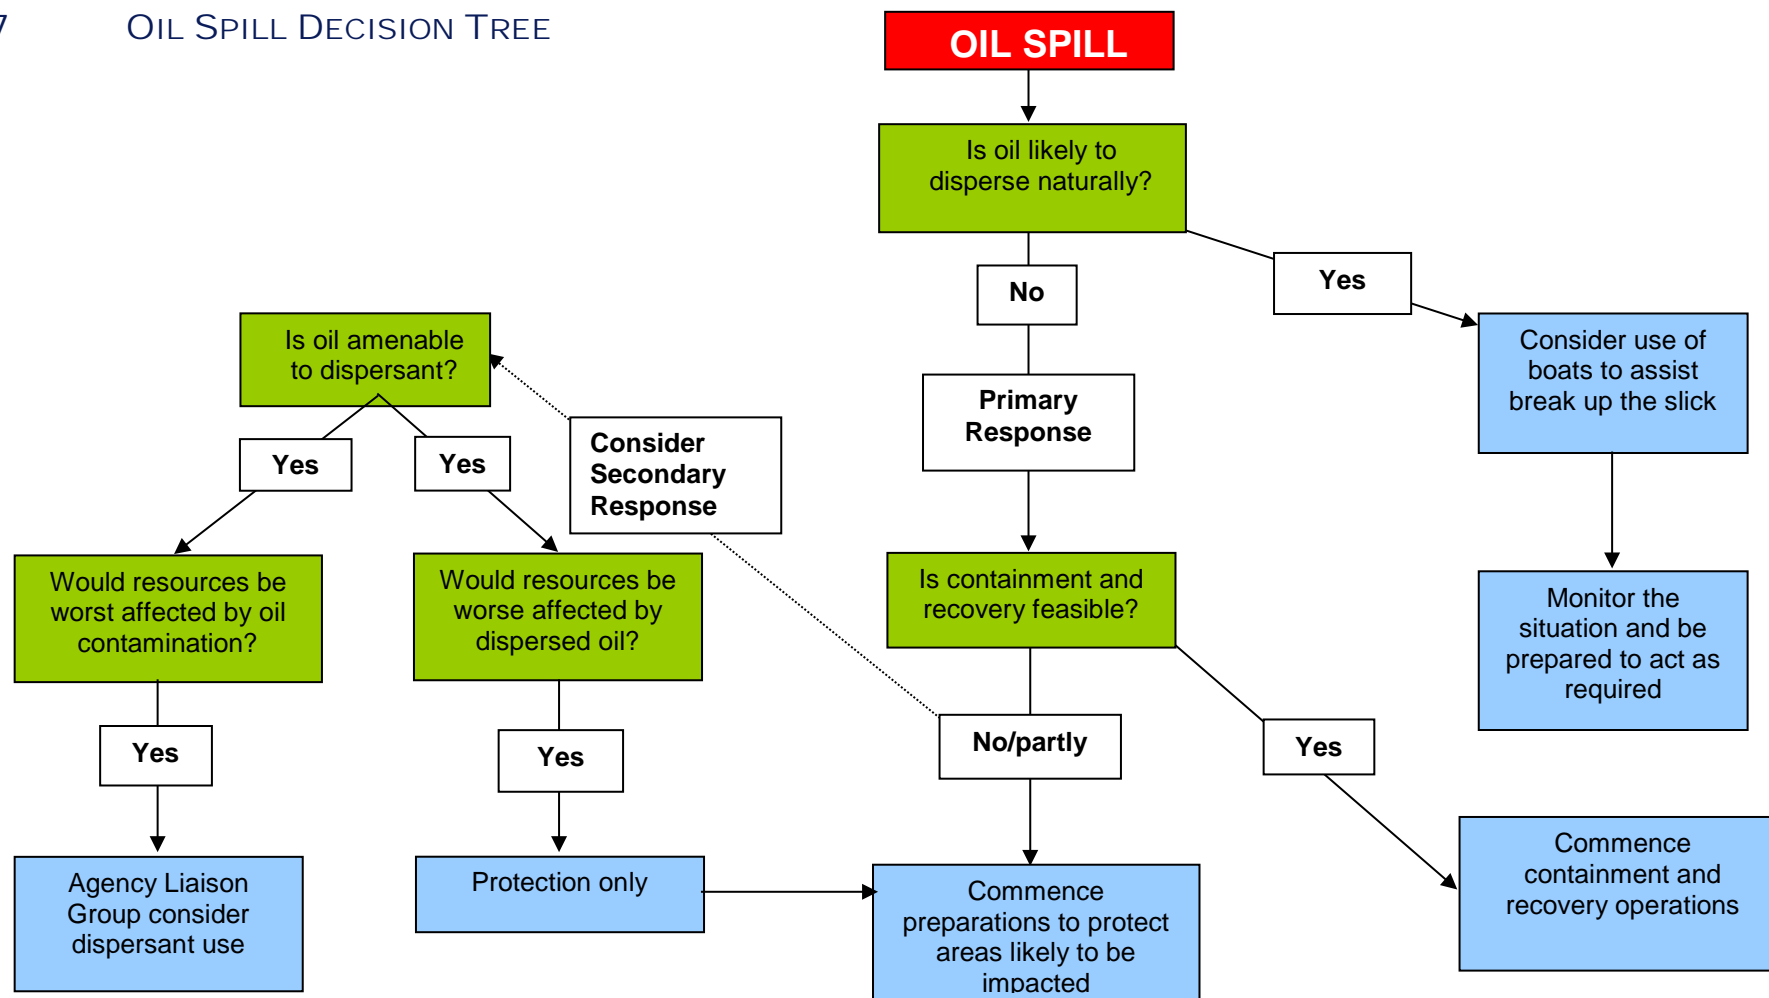 7 OIL SPILL DECISION TREE
OIL SPILL
Is oil likely to
disperse naturally?
No
Yes
Is oil amenable
to dispersant?
Consider use of
boats to assist
break up the slick
Primary
Response
Consider
Secondary
Response
Yes
Yes
Would resources be
worst affected by oil
contamination?
Would resources be
worse affected by
dispersed oil?
Is containment and
recovery feasible?
Monitor the
situation and be
prepared to act as
required
Yes
Yes
No/partly
Yes
Agency Liaison
Group consider
dispersant use
Protection only
Commence
preparations to protect
areas likely to be
impacted
Commence
containment and
recovery operations